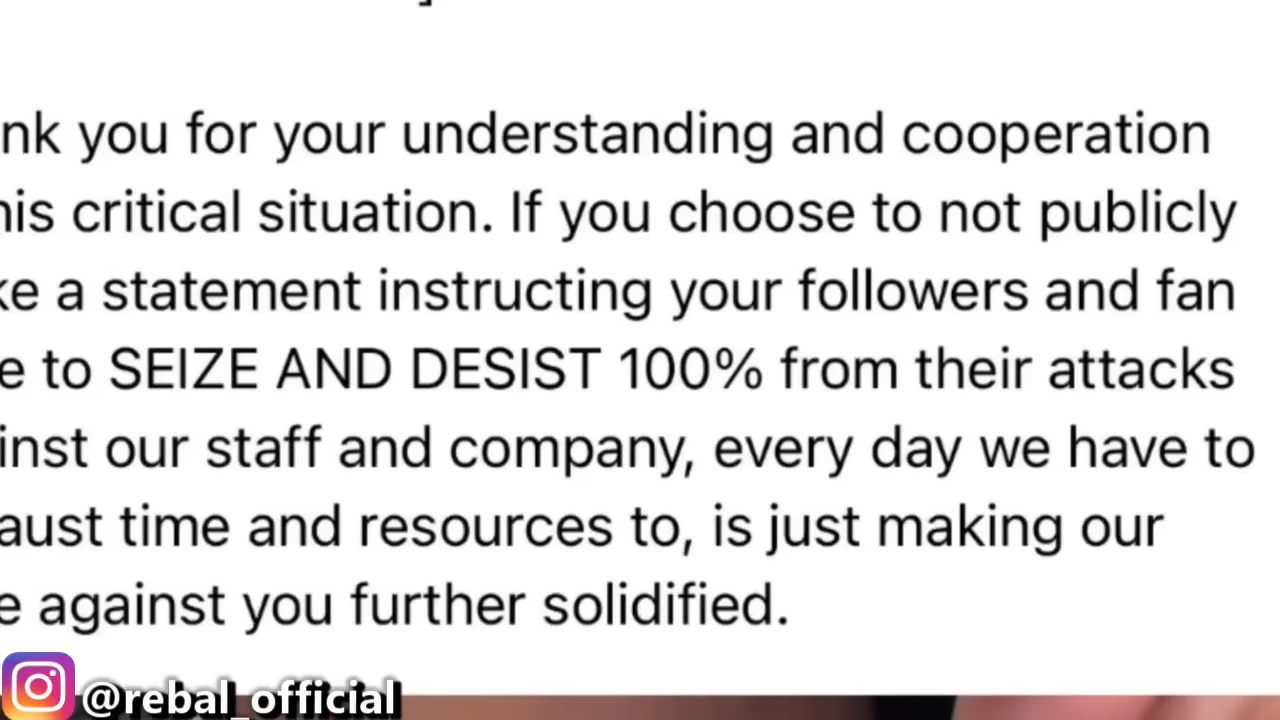 nk you for your understanding and cooperation
his critical situation. If you choose to not publicly
ke a statement instructing your followers and fan
e to SEIZE AND DESIST 100% from their attacks
inst our staff and company, every day we have to
aust time and resources to, is just making our
e against you further solidified.
@rebal_official